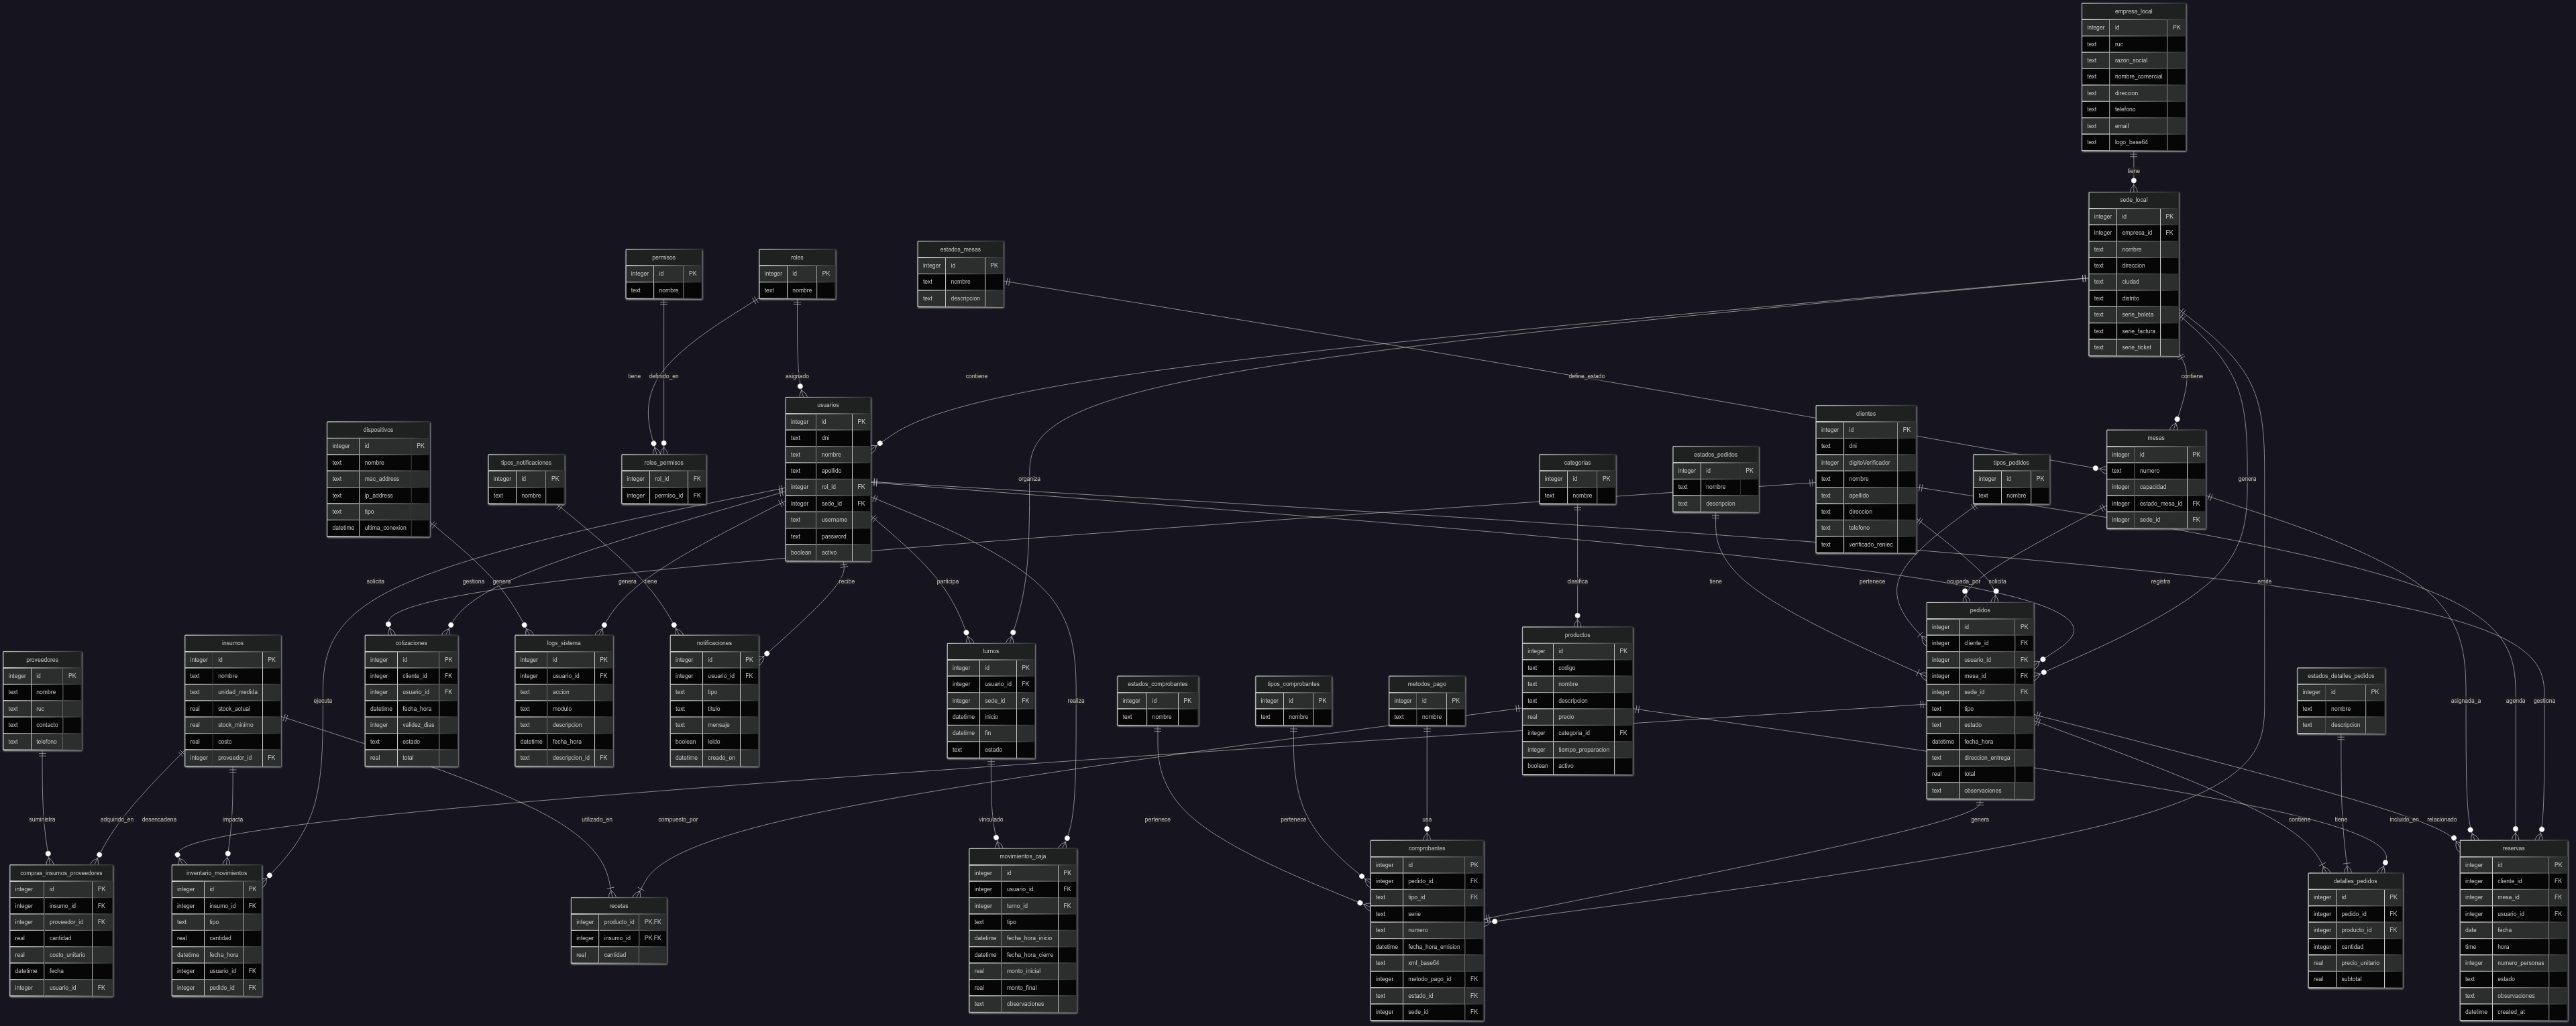 empresa_local
integer id PK
text ruc
text razon_social
text nombre_comercial
text direccion
text telefono
text email
text logo_base64
tiene
sede_local
integer id PK
integer empresa_id FK
text nombre
text direccion
text ciudad
text distrito
text serie_boleta
text serie_factura
text serie_ticket
permisos
integer id PK
text nombre
roles
integer id PK
text nombre
estados_mesas
integer id PK
text nombre
text descripcion
tiene
definido_en
asignado
contiene
define_estado
contiene
usuarios
integer id PK
text dni
text nombre
text apellido
integer rol_id FK
integer sede_id FK
text username
text password
boolean activo
dispositivos
integer id PK
text nombre
text mac_address
text ip_address
text tipo
datetime ultima_conexion
tipos_notificaciones
integer id PK
text nombre
roles_permisos
integer rol_id FK
integer permiso_id FK
organiza
categorias
integer id PK
text nombre
estados_pedidos
integer id PK
text nombre
text descripcion
clientes
integer id PK
text dni
integer digitoVerificador
text nombre
text apellido
text direccion
text telefono
text verificado_reniec
tipos_pedidos
integer id PK
text nombre
mesas
integer id PK
text numero
integer capacidad
integer estado_mesa_id FK
integer sede_id FK
genera
solicita
gestiona
genera
genera
tiene
recibe
participa
clasifica
tiene
pertenece
ocupada_por
solicita
registra
emite
proveedores
integer id PK
text nombre
text ruc
text contacto
text telefono
insumos
integer id PK
text nombre
text unidad_medida
real stock_actual
real stock_minimo
real costo
integer proveedor_id FK
cotizaciones
integer id PK
integer cliente_id FK
integer usuario_id FK
datetime fecha_hora
integer validez_dias
text estado
real total
logs_sistema
integer id PK
integer usuario_id FK
text accion
text modulo
text descripcion
datetime fecha_hora
text descripcion_id FK
notificaciones
integer id PK
integer usuario_id FK
text tipo
text titulo
text mensaje
boolean leido
datetime creado_en
turnos
integer id PK
integer usuario_id FK
integer sede_id FK
datetime inicio
datetime fin
text estado
ejecuta
realiza
estados_comprobantes
integer id PK
text nombre
tipos_comprobantes
integer id PK
text nombre
metodos_pago
integer id PK
text nombre
productos
integer id PK
text codigo
text nombre
text descripcion
real precio
integer categoria_id FK
integer tiempo_preparacion
boolean activo
pedidos
integer id PK
integer cliente_id FK
integer usuario_id FK
integer mesa_id FK
integer sede_id FK
text tipo
text estado
datetime fecha_hora
text direccion_entrega
real total
text observaciones
estados_detalles_pedidos
integer id PK
text nombre
text descripcion
asignada_a
agenda
gestiona
suministra
adquirido_en
desencadena
impacta
utilizado_en
compuesto_por
vinculado
pertenece
pertenece
usa
genera
contiene
tiene
incluido_en
relacionado
compras_insumos_proveedores
integer id PK
integer insumo_id FK
integer proveedor_id FK
real cantidad
real costo_unitario
datetime fecha
integer usuario_id FK
inventario_movimientos
integer id PK
integer insumo_id FK
text tipo
real cantidad
datetime fecha_hora
integer usuario_id FK
integer pedido_id FK
recetas
integer producto_id PK,FK
integer insumo_id PK,FK
real cantidad
movimientos_caja
integer id PK
integer usuario_id FK
integer turno_id FK
text tipo
datetime fecha_hora_inicio
datetime fecha_hora_cierre
real monto_inicial
real monto_final
text observaciones
comprobantes
integer id PK
integer pedido_id FK
text tipo_id FK
text serie
text numero
datetime fecha_hora_emision
text xml_base64
integer metodo_pago_id FK
text estado_id FK
integer sede_id FK
detalles_pedidos
integer id PK
integer pedido_id FK
integer producto_id FK
integer cantidad
real precio_unitario
real subtotal
reservas
integer id PK
integer cliente_id FK
integer mesa_id FK
integer usuario_id FK
date fecha
time hora
integer numero_personas
text estado
text observaciones
datetime created_at